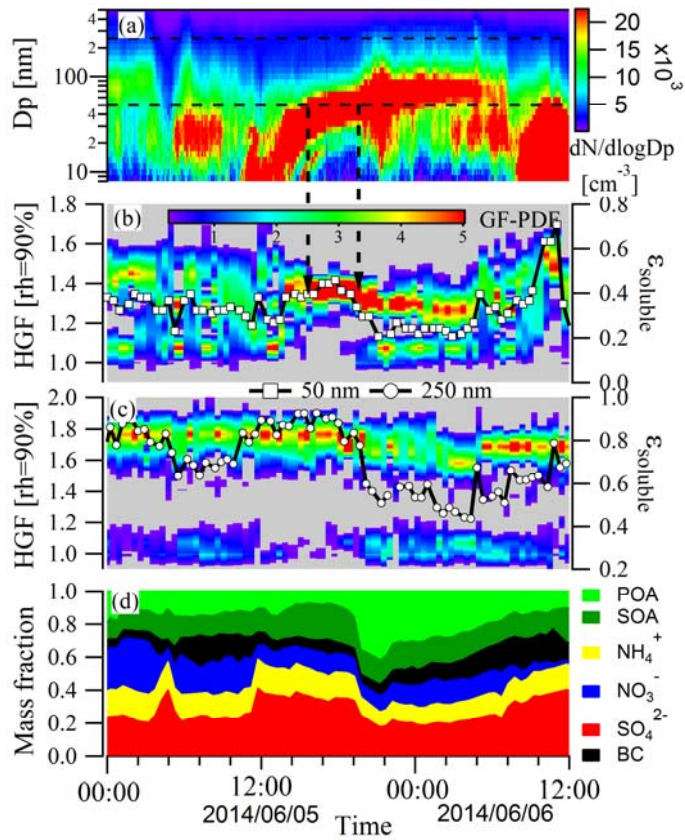 (a)
Dp [nm]
4
2
100
4
2
10
20
15
10
5
x10³
dN/dlogDp
[cm⁻³]
(b)
1 2 3 4 5
GF-PDF
HGF [rh=90%]
1.8
1.6
1.4
1.2
1.0
0.8
0.6
0.4
0.2
0.0
εsoluble
50 nm 250 nm
(c)
HGF [rh=90%]
2.0
1.8
1.6
1.4
1.2
1.0
1.0
0.8
0.6
0.4
0.2
εsoluble
(d)
Mass fraction
1.0
0.8
0.6
0.4
0.2
0.0
POA
SOA
NH₄⁺
NO₃⁻
SO₄²⁻
BC
00:00 12:00 00:00 12:00
2014/06/05 Time 2014/06/06